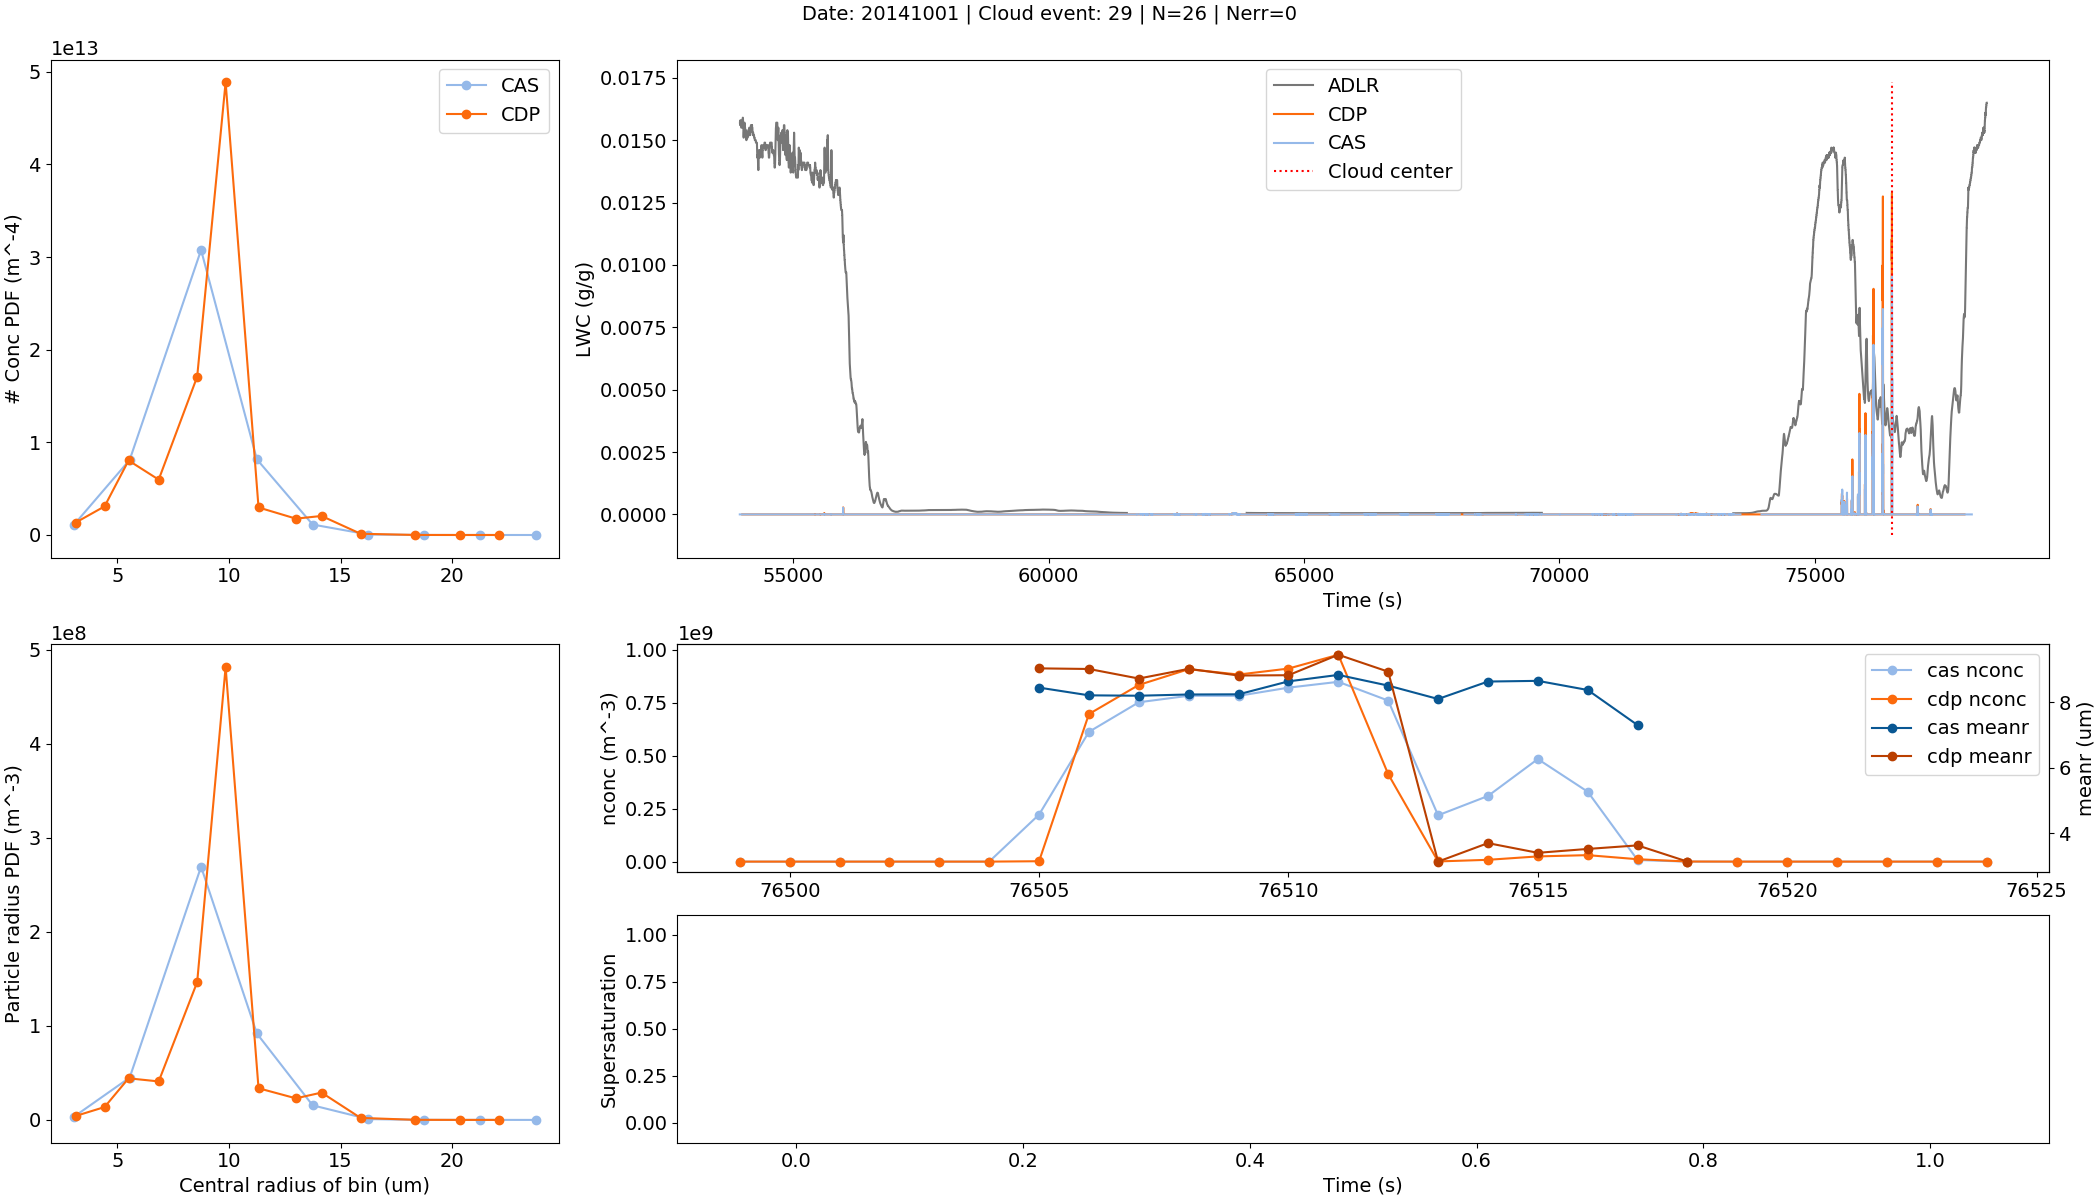 Date: 20141001 | Cloud event: 29 | N=26 | Nerr=0
1e13
# Conc PDF (m^-4)
5
4
3
2
1
0
5 10 15 20
CAS
CDP
LWC (g/g)
0.0175
0.0150
0.0125
0.0100
0.0075
0.0050
0.0025
0.0000
55000 60000 65000 70000 75000
Time (s)
ADLR
CDP
CAS
Cloud center
1e8
Particle radius PDF (m^-3)
5
4
3
2
1
0
5 10 15 20
Central radius of bin (um)
1e9
nconc (m^-3)
1.00
0.75
0.50
0.25
0.00
76500 76505 76510 76515 76520 76525
cas nconc
cdp nconc
cas meanr
cdp meanr
8
6
4
meanr (um)
Supersaturation
1.00
0.75
0.50
0.25
0.00
0.0 0.2 0.4 0.6 0.8 1.0
Time (s)